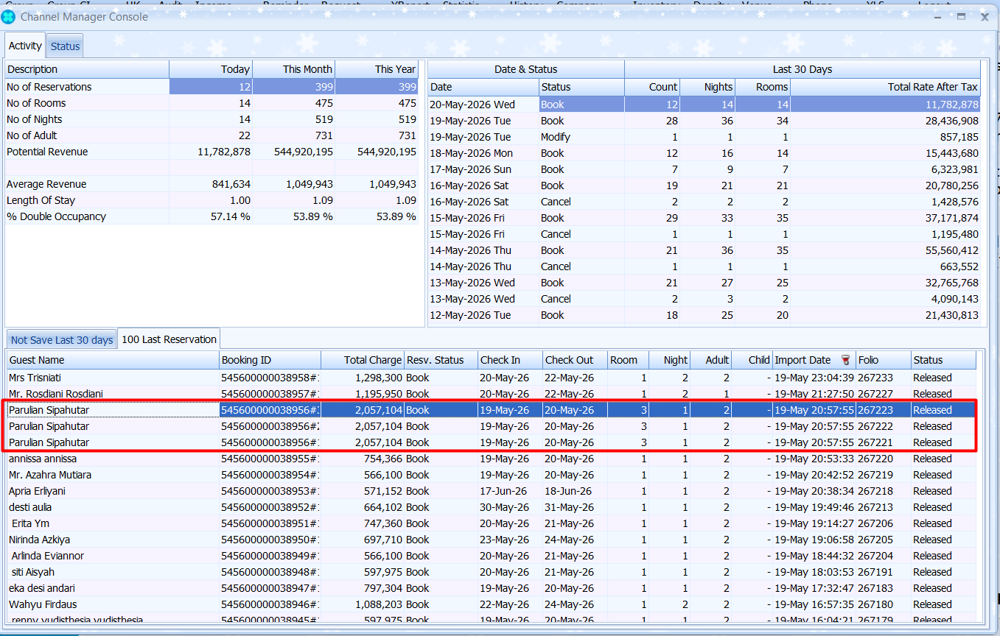 Channel Manager Console
Activity Status
Description Today This Month This Year
No of Reservations 12 399 399
No of Rooms 14 475 475
No of Nights 14 519 519
No of Adult 22 731 731
Potential Revenue 11,782,878 544,920,195 544,920,195
Average Revenue 841,634 1,049,943 1,049,943
Length Of Stay 1.00 1.09 1.09
% Double Occupancy 57.14 % 53.89 % 53.89 %
Date & Status Last 30 Days
Date Status Count Nights Rooms Total Rate After Tax
20-May-2026 Wed Book 12 14 14 11,782,878
19-May-2026 Tue Book 28 36 34 28,436,908
19-May-2026 Tue Modify 1 1 1 857,185
18-May-2026 Mon Book 12 16 14 15,443,680
17-May-2026 Sun Book 7 9 7 6,323,981
16-May-2026 Sat Book 19 21 21 20,780,256
16-May-2026 Sat Cancel 2 2 2 1,428,576
15-May-2026 Fri Book 29 33 35 37,171,874
15-May-2026 Fri Cancel 1 1 1 1,195,480
14-May-2026 Thu Book 21 36 35 55,560,412
14-May-2026 Thu Cancel 1 1 1 663,552
13-May-2026 Wed Book 21 27 25 32,765,768
13-May-2026 Wed Cancel 2 3 2 4,090,143
12-May-2026 Tue Book 18 25 20 21,430,813
Not Save Last 30 days 100 Last Reservation
Guest Name Booking ID Total Charge Resv. Status Check In Check Out Room Night Adult Child Import Date Folio Status
Mrs Trisniati 545600000038958#1 1,298,300 Book 20-May-26 22-May-26 1 2 2 - 19-May 23:04:39 267233 Released
Mr. Rosdiani Rosdiani 545600000038957#1 1,195,950 Book 20-May-26 22-May-26 1 2 1 - 19-May 21:27:50 267227 Released
Parulian Sipahutar 545600000038956# 2,057,104 Book 19-May-26 20-May-26 3 1 2 - 19-May 20:57:55 267223 Released
Parulian Sipahutar 545600000038956#2 2,057,104 Book 19-May-26 20-May-26 3 1 2 - 19-May 20:57:55 267222 Released
Parulian Sipahutar 545600000038956#1 2,057,104 Book 19-May-26 20-May-26 3 1 2 - 19-May 20:57:55 267221 Released
annissa annissa 545600000038955#1 754,366 Book 19-May-26 20-May-26 1 1 2 - 19-May 20:53:33 267220 Released
Mr. Azahra Mutiara 545600000038954#1 566,100 Book 19-May-26 20-May-26 1 1 2 - 19-May 20:42:52 267219 Released
Apria Erliyani 545600000038953#1 571,152 Book 17-Jun-26 18-Jun-26 1 1 2 - 19-May 20:38:34 267218 Released
desti aulia 545600000038952#1 664,102 Book 30-May-26 31-May-26 1 1 2 - 19-May 19:49:46 267213 Released
Erita Ym 545600000038951#1 747,360 Book 20-May-26 21-May-26 1 1 2 - 19-May 19:14:27 267206 Released
Nirinda Azkiya 545600000038950#1 697,710 Book 23-May-26 24-May-26 1 1 2 - 19-May 19:06:58 267205 Released
Arlinda Eviannor 545600000038949#1 566,100 Book 20-May-26 21-May-26 1 1 2 - 19-May 18:44:32 267204 Released
siti Aisyah 545600000038948#1 597,975 Book 20-May-26 21-May-26 1 1 2 - 19-May 18:03:53 267191 Released
eka desi andari 545600000038947#1 797,304 Book 19-May-26 20-May-26 1 1 2 - 19-May 17:32:47 267183 Released
Wahyu Firdaus 545600000038946#1 1,088,203 Book 22-May-26 24-May-26 1 2 2 - 19-May 16:57:35 267180 Released
renny yudisthesia yudisthesia 545600000038945#1 597,975 Book 20-May-26 21-May-26 1 1 2 - 19-May 16:04:21 267179 Released